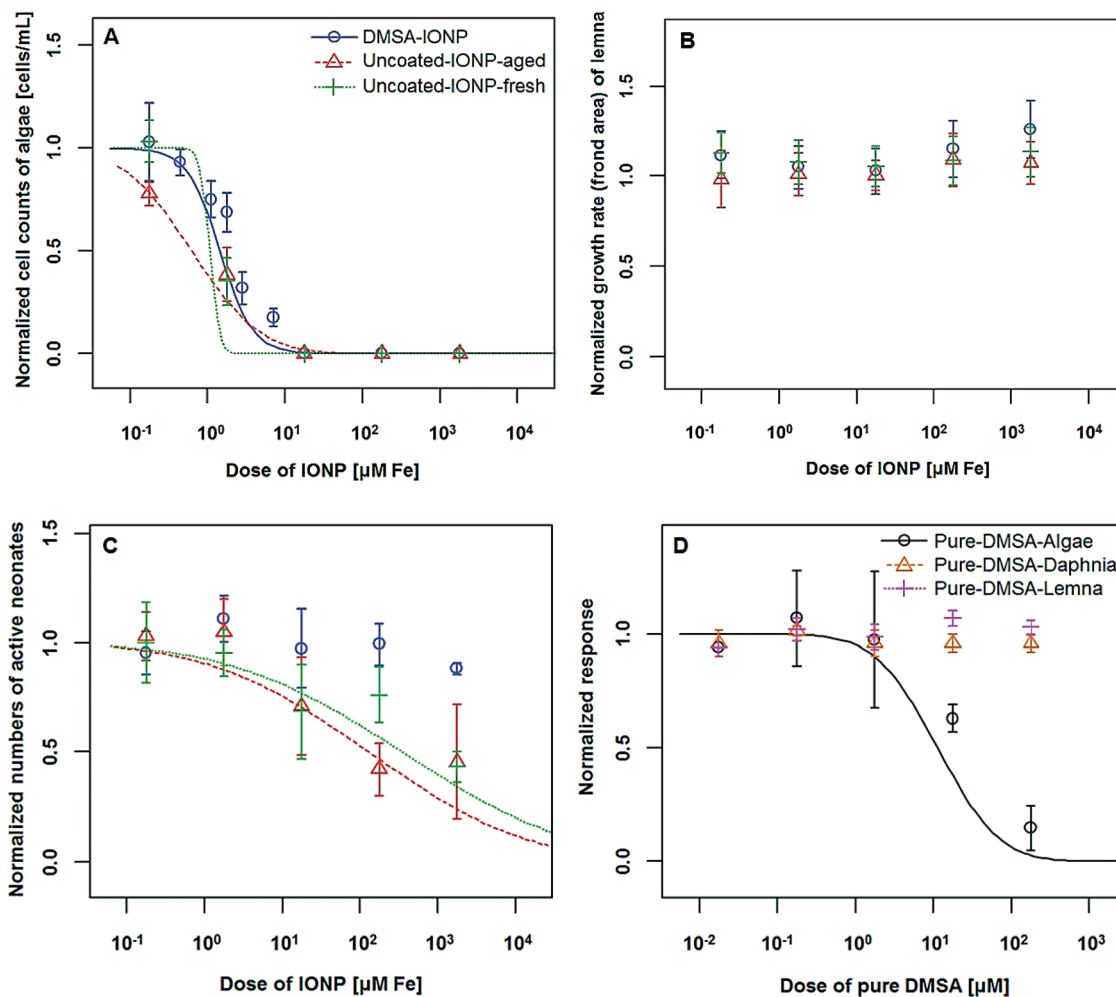 A
DMSA-IONP
Uncoated-IONP-aged
Uncoated-IONP-fresh
Normalized cell counts of algae [cells/mL]
1.5
1.0
0.5
0.0
10⁻¹ 10⁰ 10¹ 10² 10³ 10⁴
Dose of IONP [µM Fe]
B
Normalized growth rate (frond area) of lemna
1.5
1.0
0.5
0.0
10⁻¹ 10⁰ 10¹ 10² 10³ 10⁴
Dose of IONP [µM Fe]
C
Normalized numbers of active neonates
1.5
1.0
0.5
0.0
10⁻¹ 10⁰ 10¹ 10² 10³ 10⁴
Dose of IONP [µM Fe]
D
Pure-DMSA-Algae
Pure-DMSA-Daphnia
Pure-DMSA-Lemna
Normalized response
1.5
1.0
0.5
0.0
10⁻² 10⁻¹ 10⁰ 10¹ 10² 10³
Dose of pure DMSA [µM]